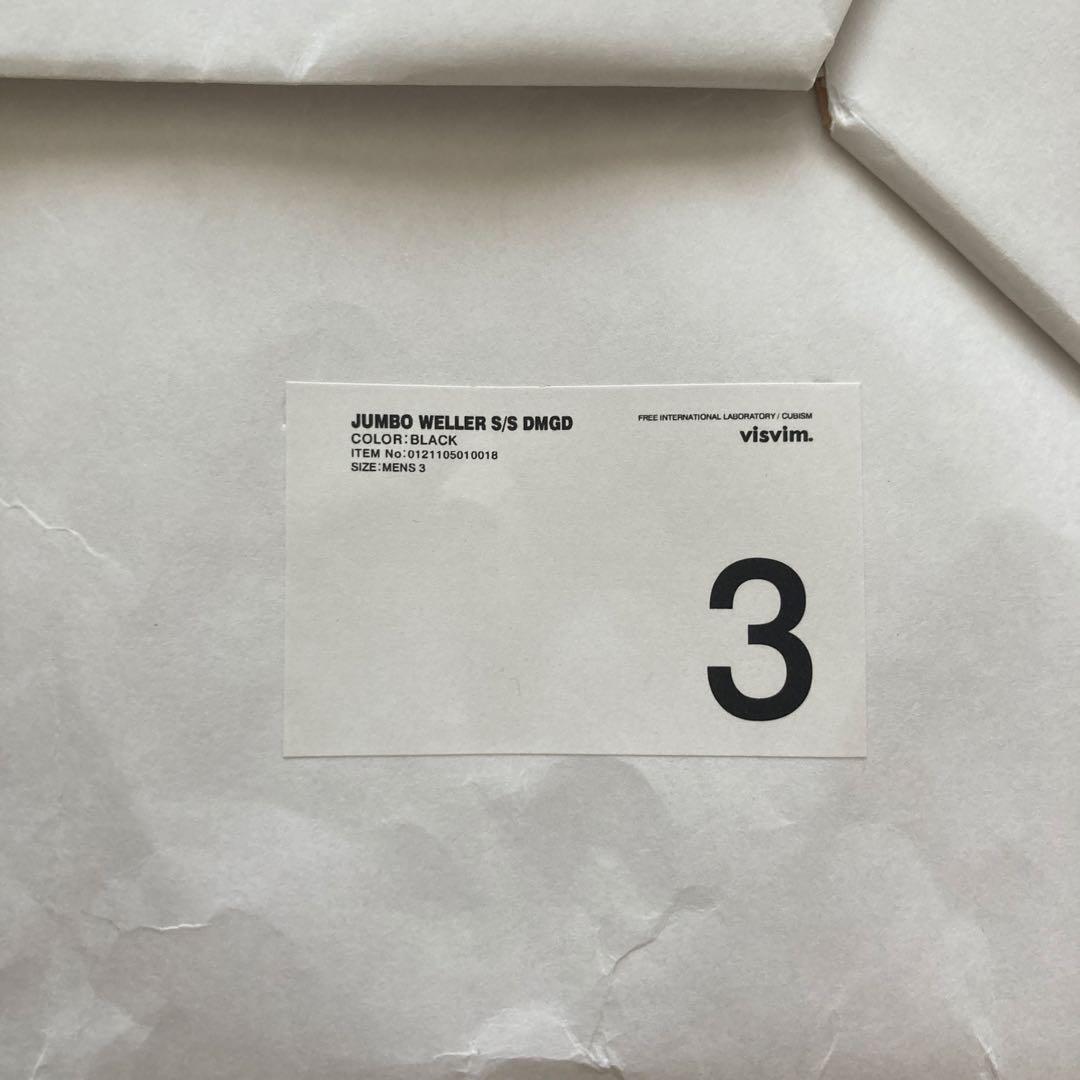 JUMBO WELLER S/S DMGD
COLOR:BLACK
ITEM No:0121105010018
SIZE:MENS 3
FREE INTERNATIONAL LABORATORY / CUBISM
visvim.
3